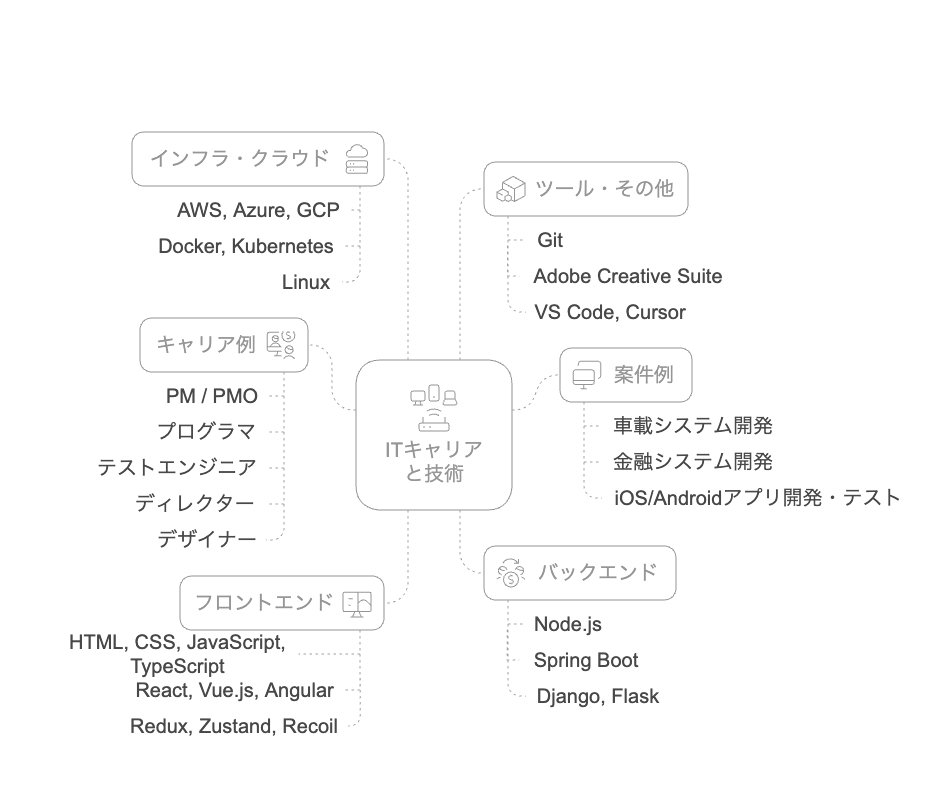 インフラ・クラウド
AWS, Azure, GCP
Docker, Kubernetes
Linux
キャリア例
PM / PMO
プログラマ
テストエンジニア
ディレクター
デザイナー
フロントエンド
HTML, CSS, JavaScript,
TypeScript
React, Vue.js, Angular
Redux, Zustand, Recoil
ITキャリア
と技術
ツール・その他
Git
Adobe Creative Suite
VS Code, Cursor
案件例
車載システム開発
金融システム開発
iOS/Androidアプリ開発・テスト
バックエンド
Node.js
Spring Boot
Django, Flask